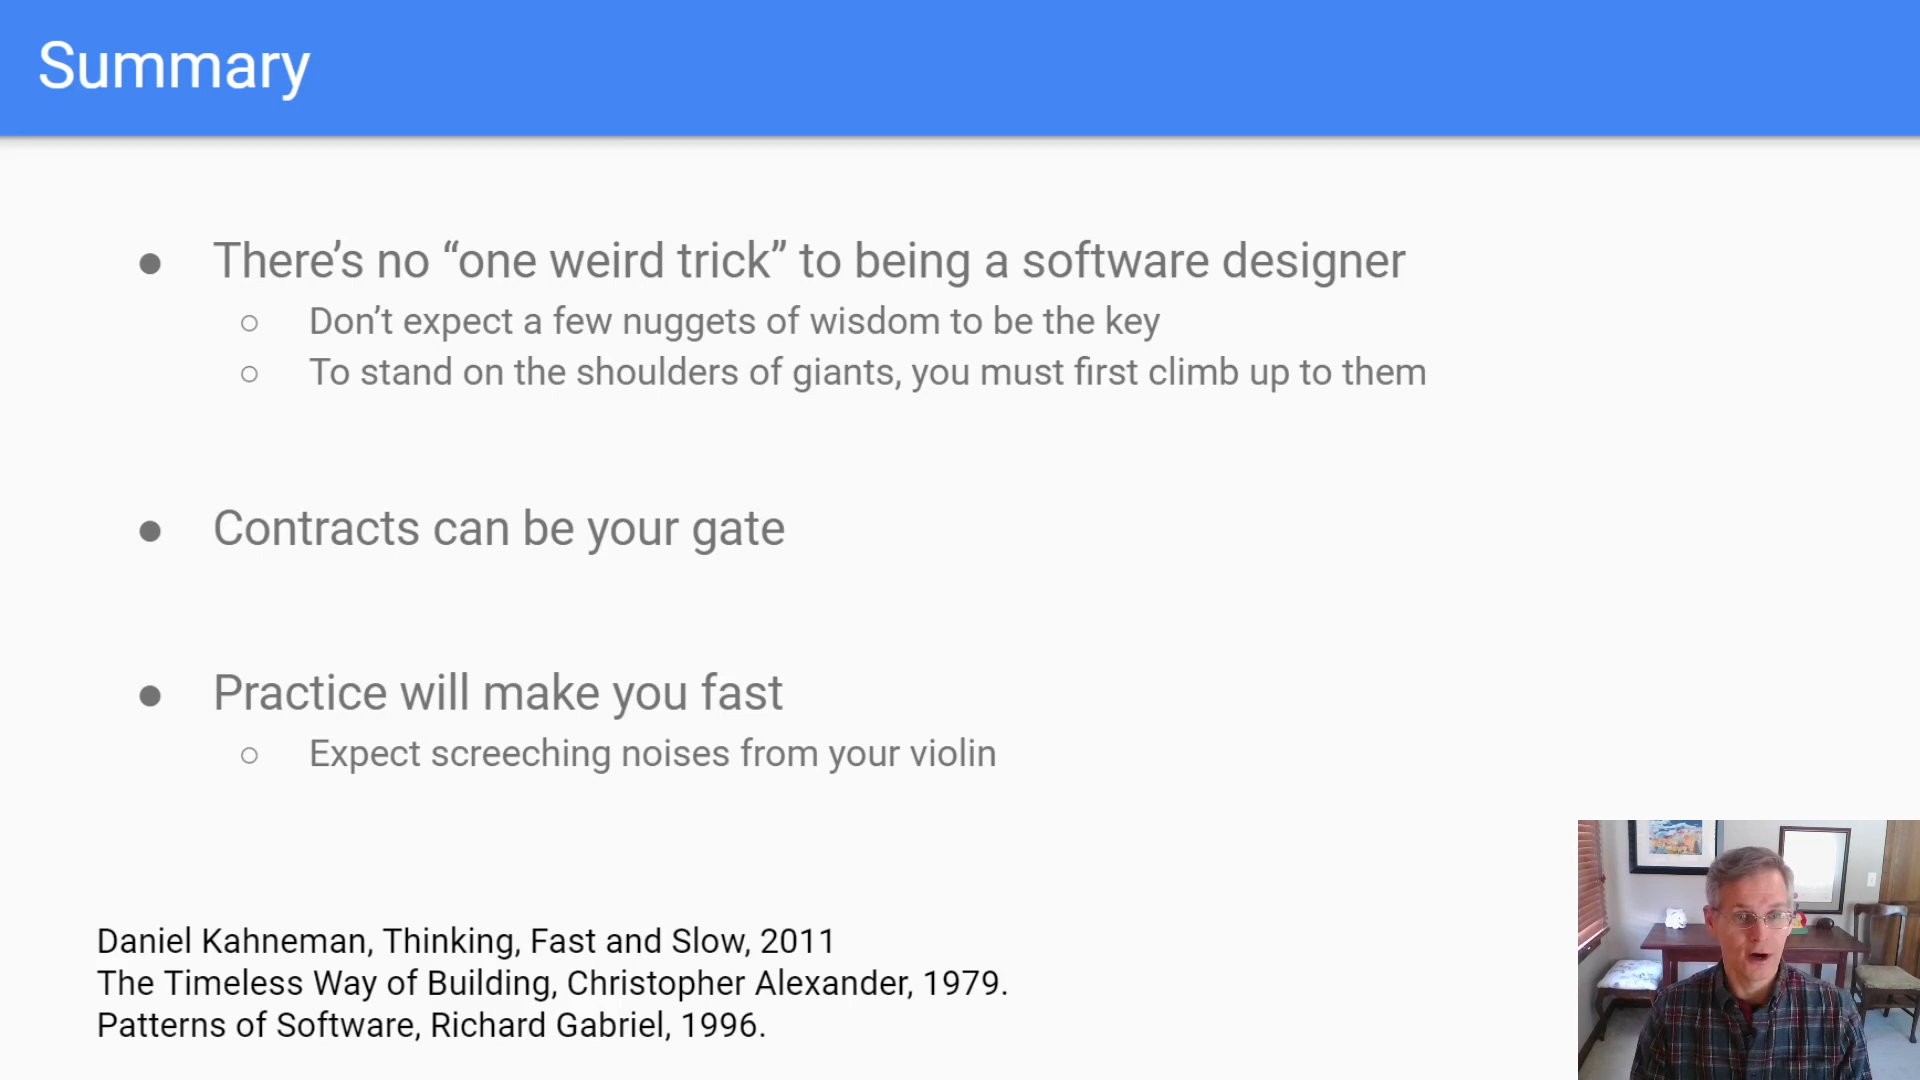 Summary
● There’s no “one weird trick” to being a software designer
○ Don’t expect a few nuggets of wisdom to be the key
○ To stand on the shoulders of giants, you must first climb up to them
● Contracts can be your gate
● Practice will make you fast
○ Expect screeching noises from your violin
Daniel Kahneman, Thinking, Fast and Slow, 2011
The Timeless Way of Building, Christopher Alexander, 1979.
Patterns of Software, Richard Gabriel, 1996.